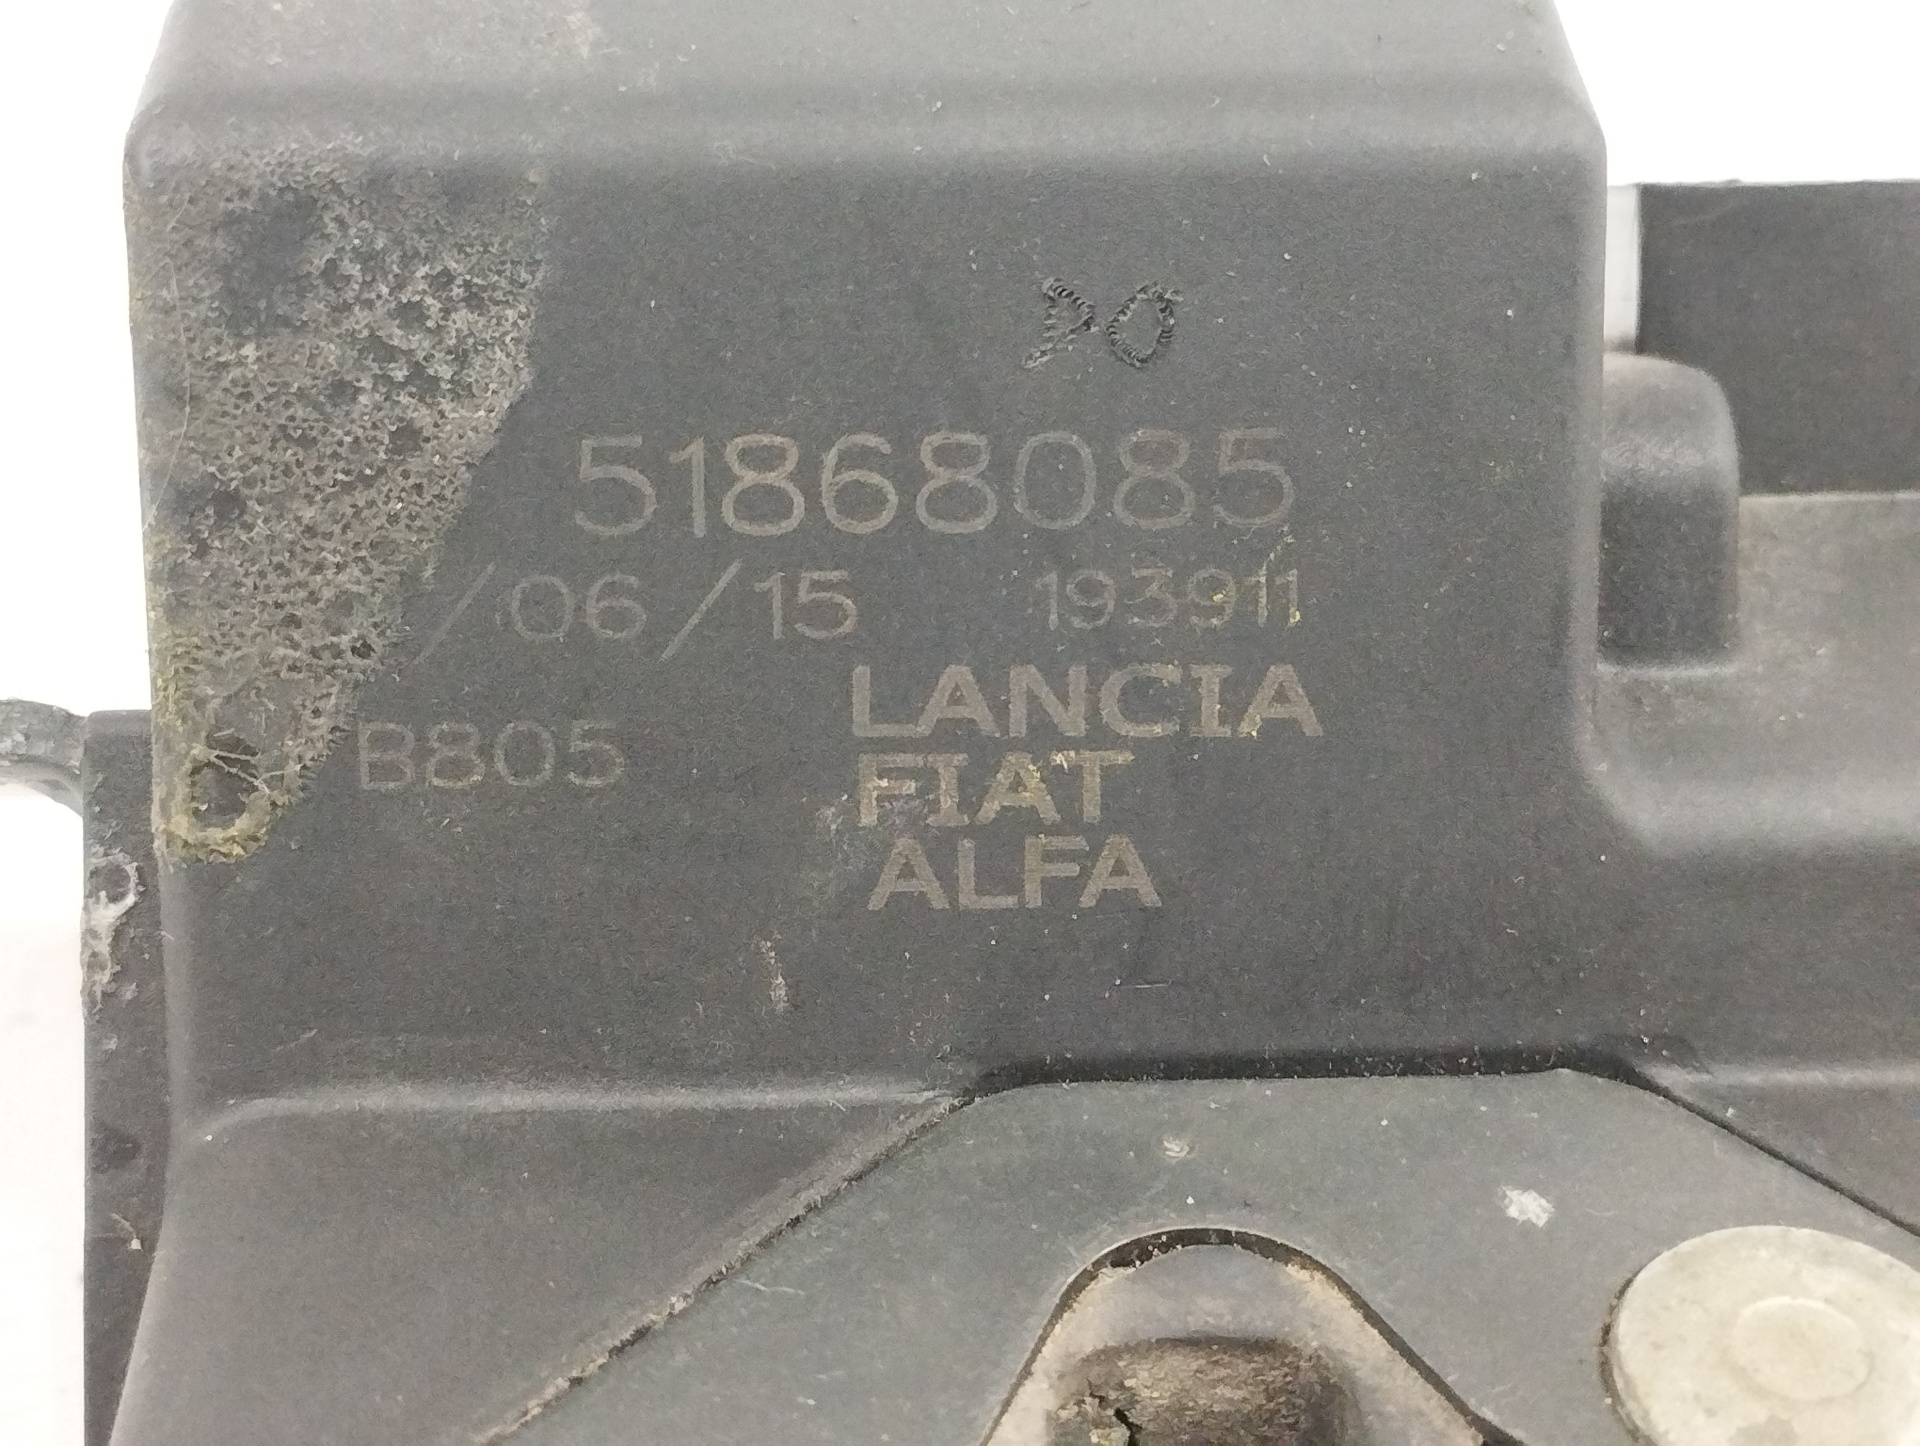 51868085
/06/15 193911
B805
LANCIA
FIAT
ALFA